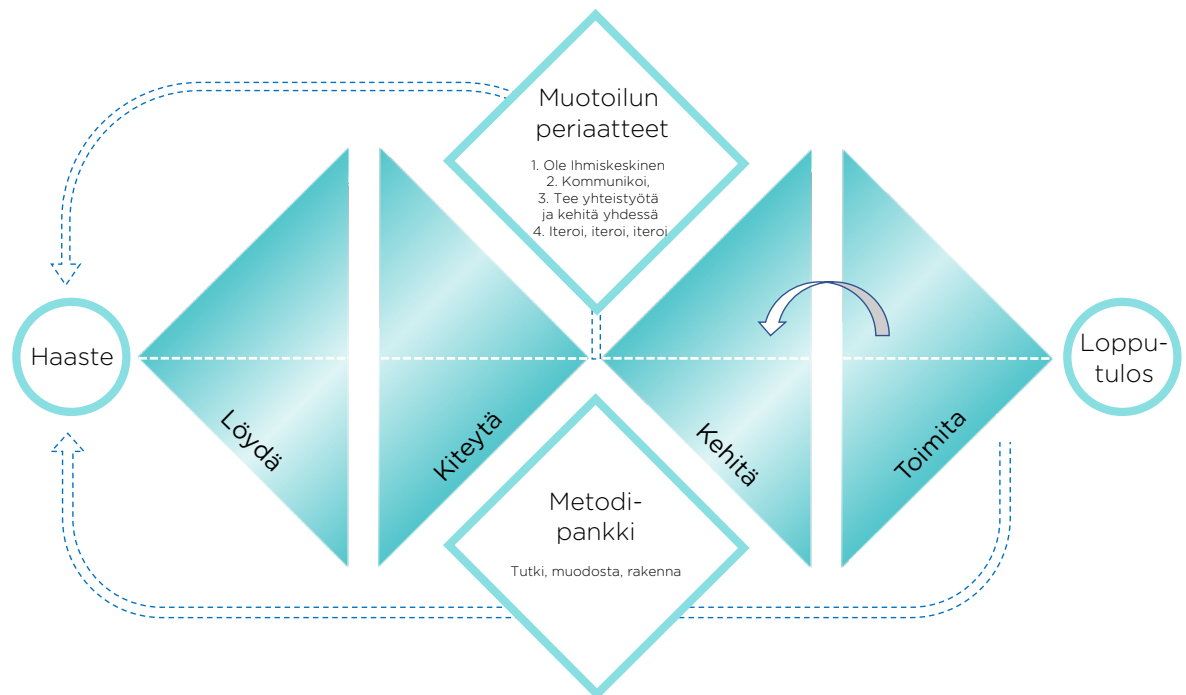 Muotoilun
periaatteet
1. Ole Ihmiskeskinen
2. Kommunikoi,
3. Tee yhteistyötä
ja kehitä yhdessä
4. Iteroi, iteroi, iteroi
Haaste
Loppu-
tulos
Löydä
Kiteytä
Kehitä
Toimita
Metodi-
pankki
Tutki, muodosta, rakenna